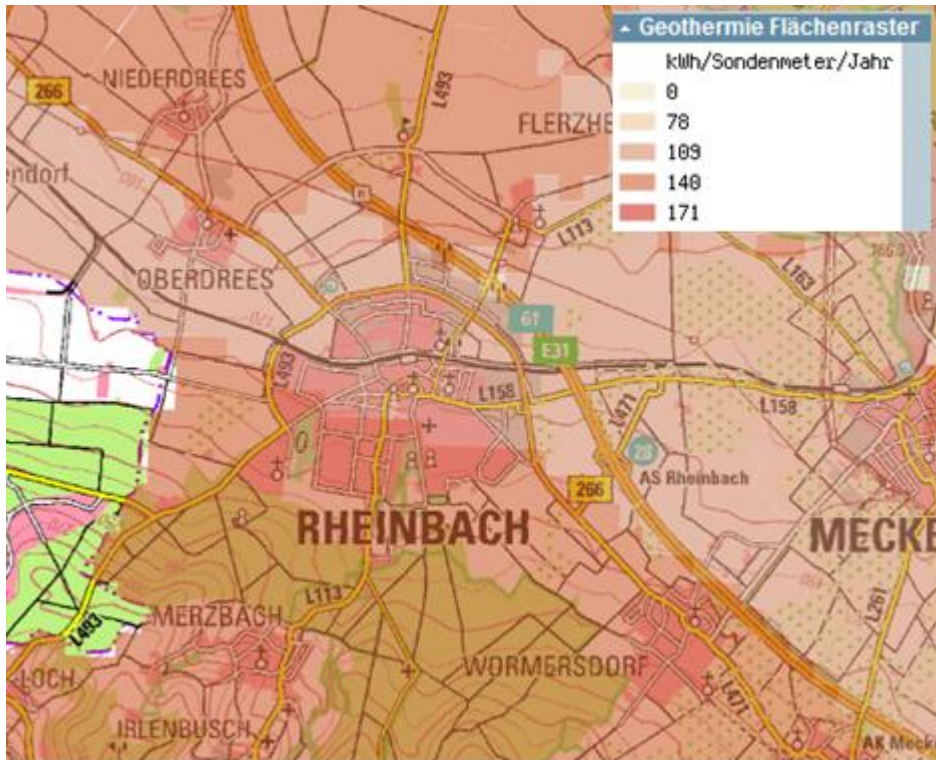 Geothermie Flächenraster
kWh/Sondenmeter/Jahr
0
78
109
140
171
NIEDERDREES
266
L493
FLERZHE
endorf
L113
OBERDREES
L163
61
E31
L493
L158
L158
L471
28
AS Rheinbach
266
RHEINBACH
MECKE
L113
MERZBACH
L493
L261
WORMERSDORF
LOCH
L471
IRLENBUSCH
AK Mecke